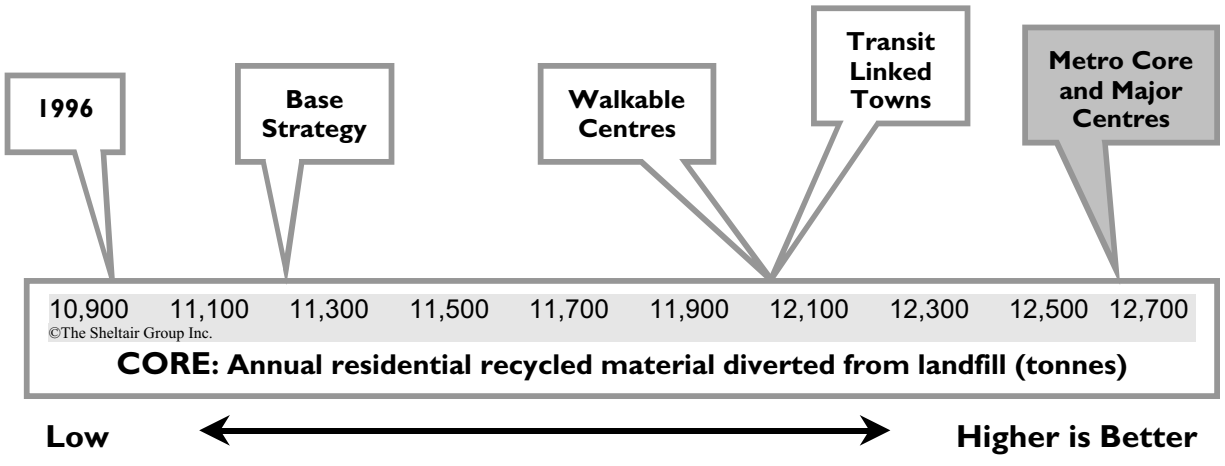 1996
Base
Strategy
Walkable
Centres
Transit
Linked
Towns
Metro Core
and Major
Centres
10,900 11,100 11,300 11,500 11,700 11,900 12,100 12,300 12,500 12,700
©The Sheltair Group Inc.
CORE: Annual residential recycled material diverted from landfill (tonnes)
Low
Higher is Better